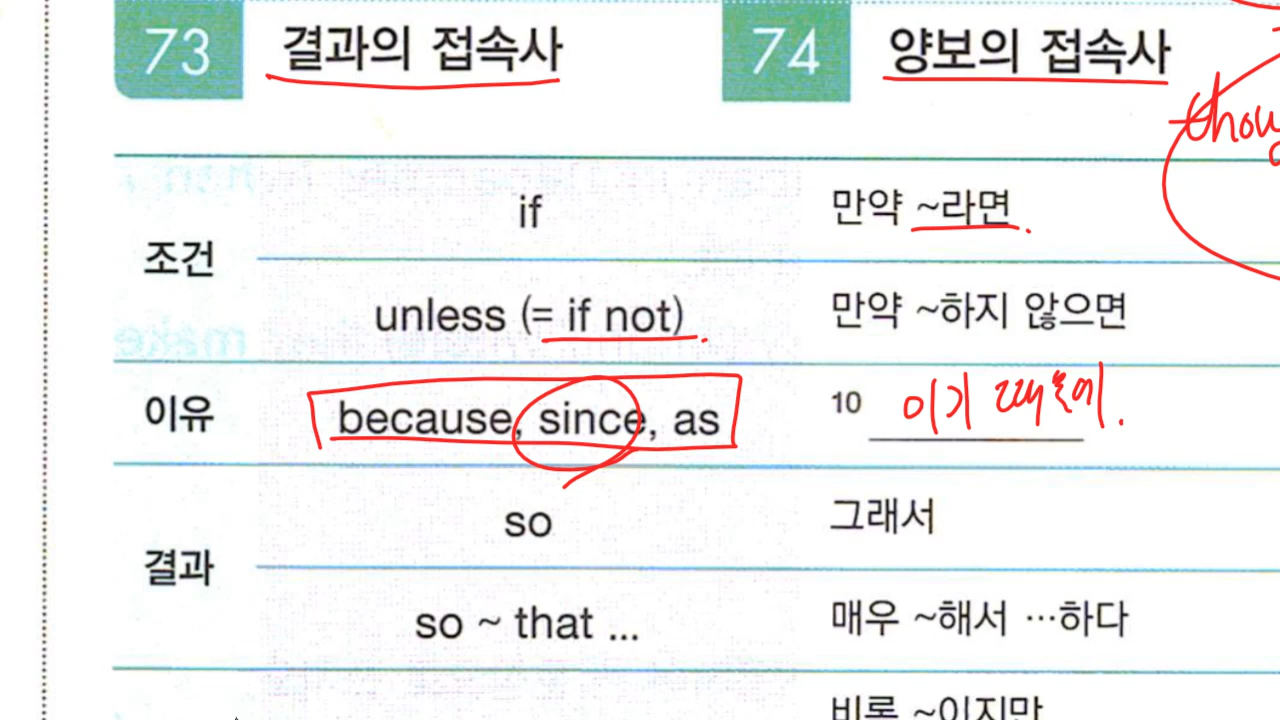 73 결과의 접속사 74 양보의 접속사
조건 if 만약 ~라면
unless (= if not) 만약 ~하지 않으면
이유 because, since, as 10 이기 때문에.
결과 so 그래서
so ~ that ... 매우 ~해서 …하다
비록 ~이지만